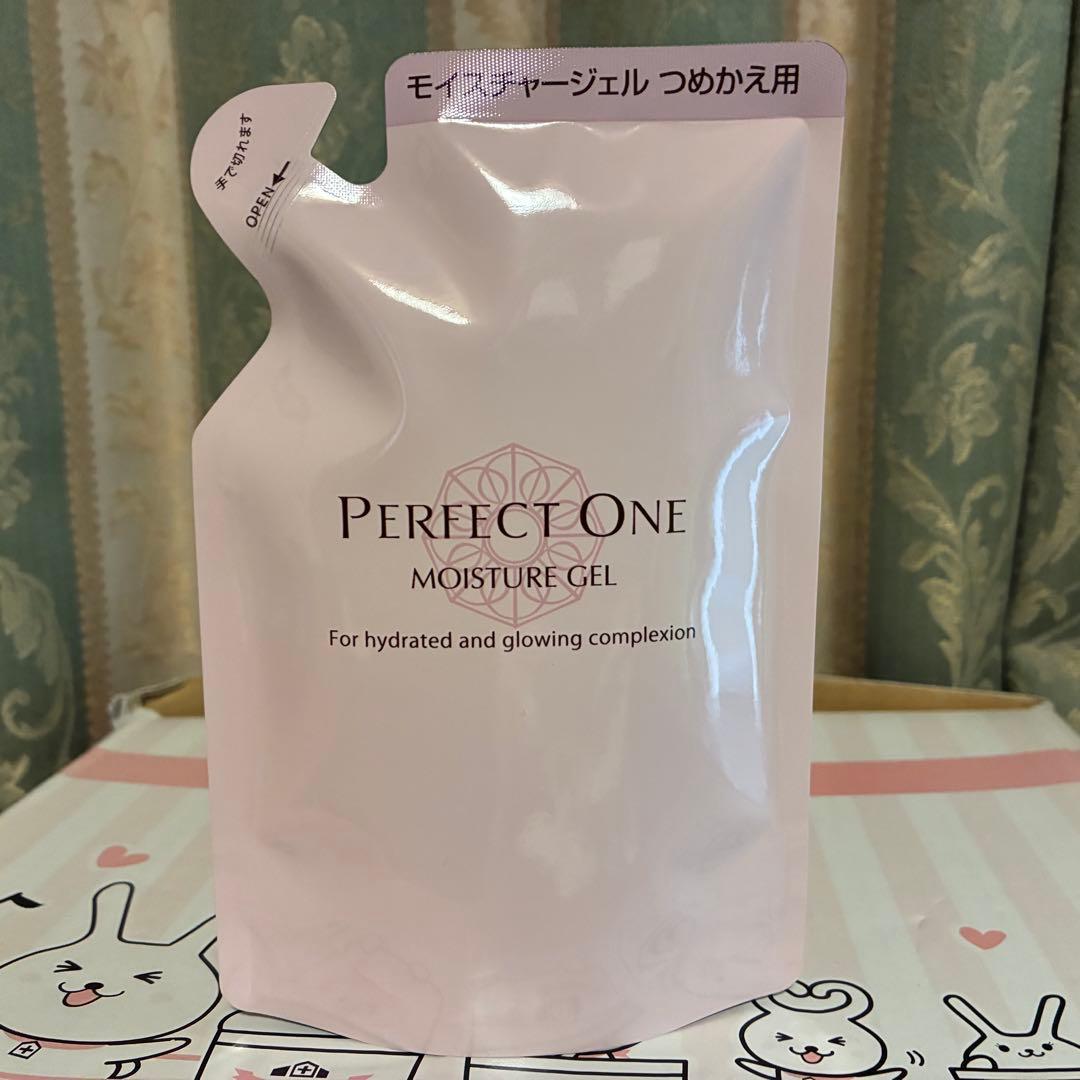 モイスチャージェル つめかえ用
手で切れます
OPEN
PERFECT ONE
MOISTURE GEL
For hydrated and glowing complexion